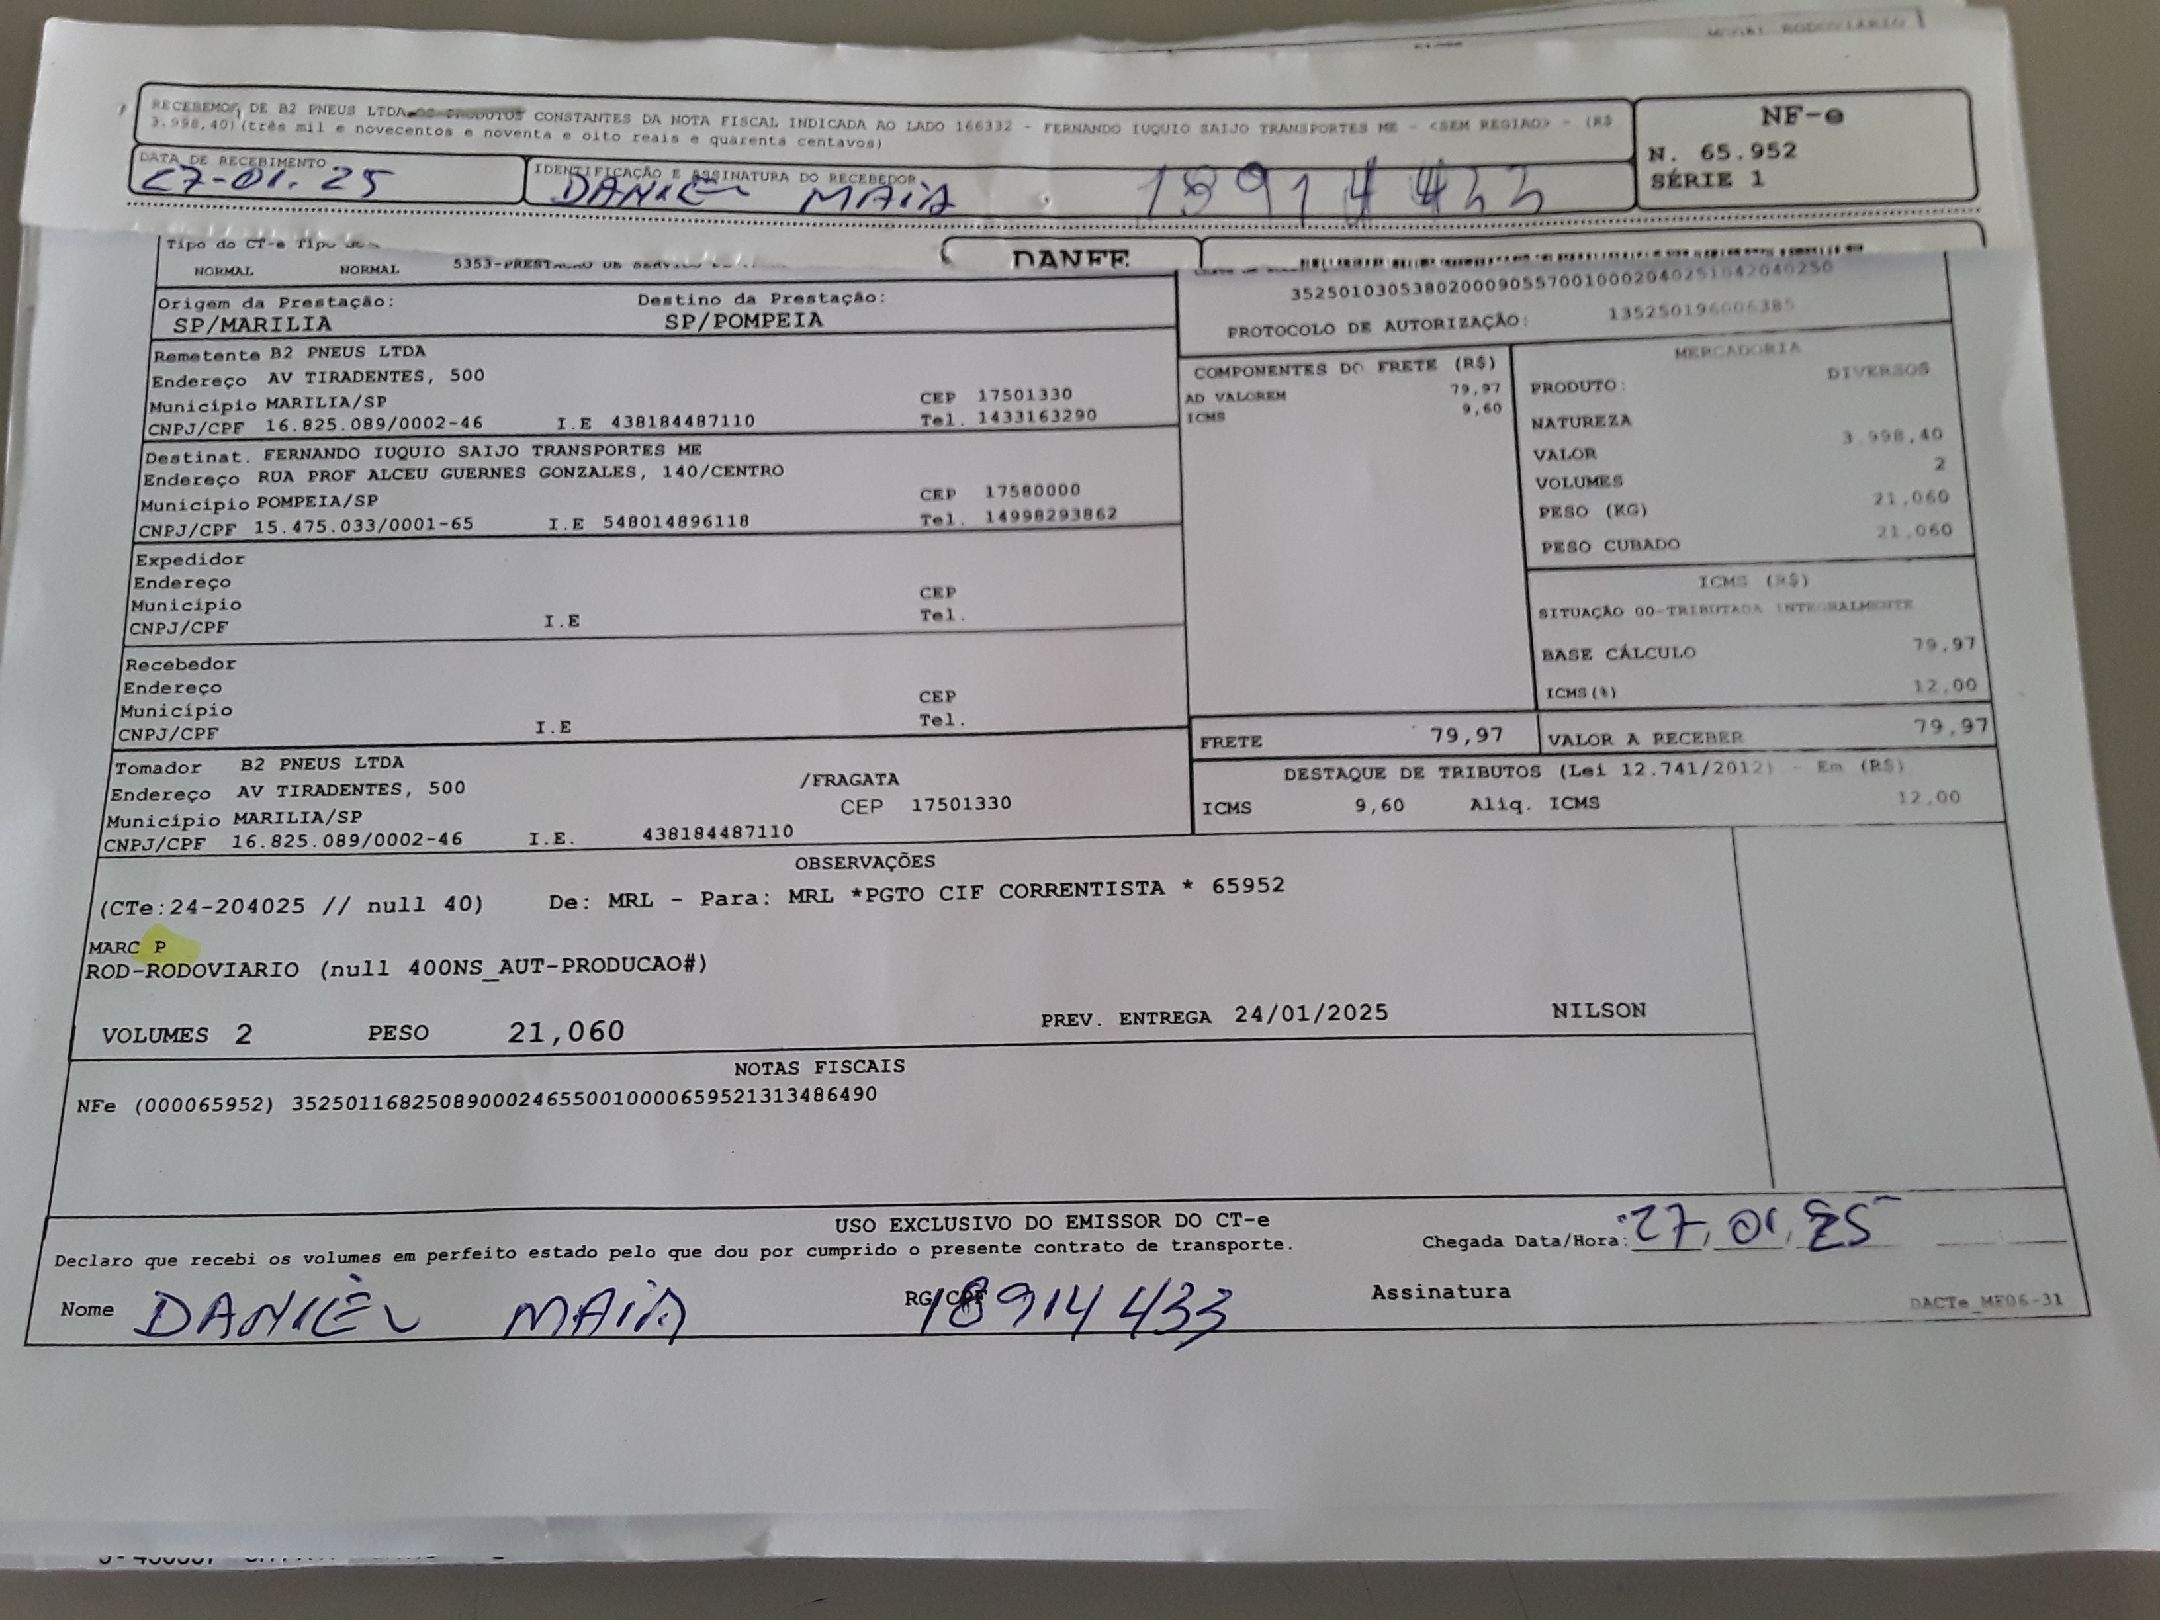 RECEBEMOS DE B2 PNEUS LTDA OS PRODUTOS CONSTANTES DA NOTA FISCAL INDICADA AO LADO 166332 - FERNANDO IUQUIO SAIJO TRANSPORTES ME - <SEM REGIAO> - (R$
3.998,40)(três mil e novecentos e noventa e oito reais e quarenta centavos)
NF-e
N. 65.952
SÉRIE 1
DATA DE RECEBIMENTO
27-01.25
IDENTIFICAÇÃO E ASSINATURA DO RECEBEDOR
DANIEL MAIA 18914433
Tipo do CT-e
NORMAL NORMAL 5353-PRESTAÇÃO DE
DANFE
35250103053802000905570010002040251042040250
PROTOCOLO DE AUTORIZAÇÃO: 135250196006385
Origem da Prestação: Destino da Prestação:
SP/MARILIA SP/POMPEIA
Remetente B2 PNEUS LTDA
Endereço AV TIRADENTES, 500
Município MARILIA/SP CEP 17501330
CNPJ/CPF 16.825.089/0002-46 I.E 438184487110 Tel. 1433163290
Destinat. FERNANDO IUQUIO SAIJO TRANSPORTES ME
Endereço RUA PROF ALCEU GUERNES GONZALES, 140/CENTRO
Município POMPEIA/SP CEP 17580000
CNPJ/CPF 15.475.033/0001-65 I.E 548014896118 Tel. 14998293862
Expedidor
Endereço
Município CEP
CNPJ/CPF I.E Tel.
Recebedor
Endereço
Município CEP
CNPJ/CPF I.E Tel.
Tomador B2 PNEUS LTDA
Endereço AV TIRADENTES, 500 /FRAGATA
Município MARILIA/SP CEP 17501330
CNPJ/CPF 16.825.089/0002-46 I.E. 438184487110
COMPONENTES DO FRETE (R$)
AD VALOREM 79,97
ICMS 9,60
MERCADORIA
PRODUTO: DIVERSOS
NATUREZA
VALOR 3.998,40
VOLUMES 2
PESO (KG) 21,060
PESO CUBADO 21,060
ICMS (R$)
SITUAÇÃO 00-TRIBUTADA INTEGRALMENTE
BASE CÁLCULO 79,97
ICMS(%) 12,00
FRETE 79,97 VALOR A RECEBER 79,97
DESTAQUE DE TRIBUTOS (Lei 12.741/2012) - Em (R$)
ICMS 9,60 Aliq. ICMS 12,00
OBSERVAÇÕES
(CTe:24-204025 // null 40) De: MRL - Para: MRL *PGTO CIF CORRENTISTA * 65952
MARC P
ROD-RODOVIARIO (null 400NS_AUT-PRODUCAO#)
VOLUMES 2 PESO 21,060 PREV. ENTREGA 24/01/2025 NILSON
NOTAS FISCAIS
NFe (000065952) 35250116825089000246550010000659521313486490
USO EXCLUSIVO DO EMISSOR DO CT-e
Declaro que recebi os volumes em perfeito estado pelo que dou por cumprido o presente contrato de transporte. Chegada Data/Hora: 27,01,25
Nome DANIEL MAIA RG/CPF 18914433 Assinatura
DACTe_MF06-31